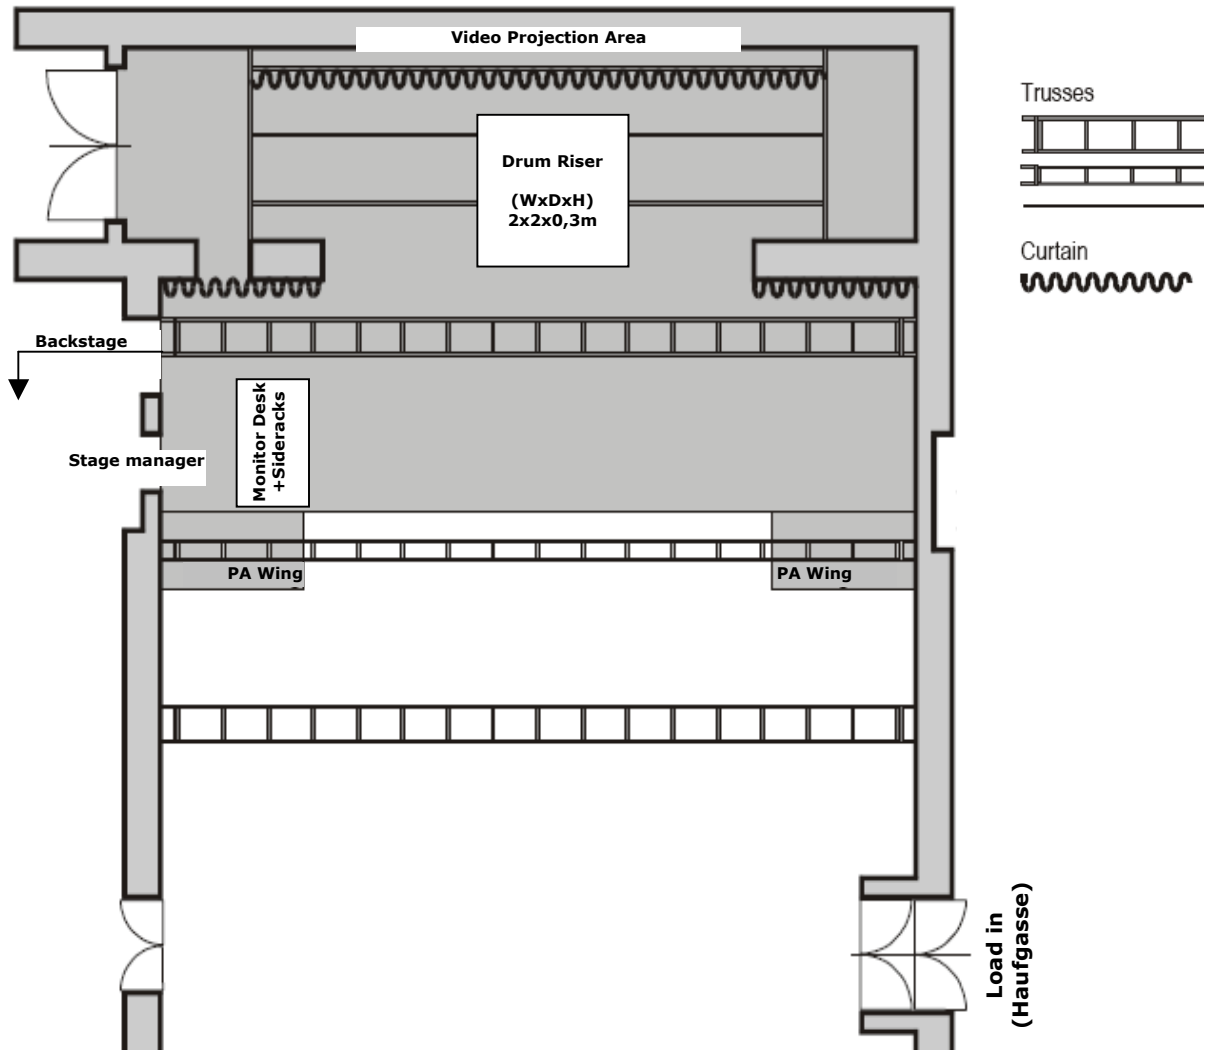 Video Projection Area
Trusses
Drum Riser
(WxDxH)
2x2x0,3m
Curtain
Backstage
Monitor Desk
+Sideracks
Stage manager
PA Wing
PA Wing
Load in
(Haufgasse)